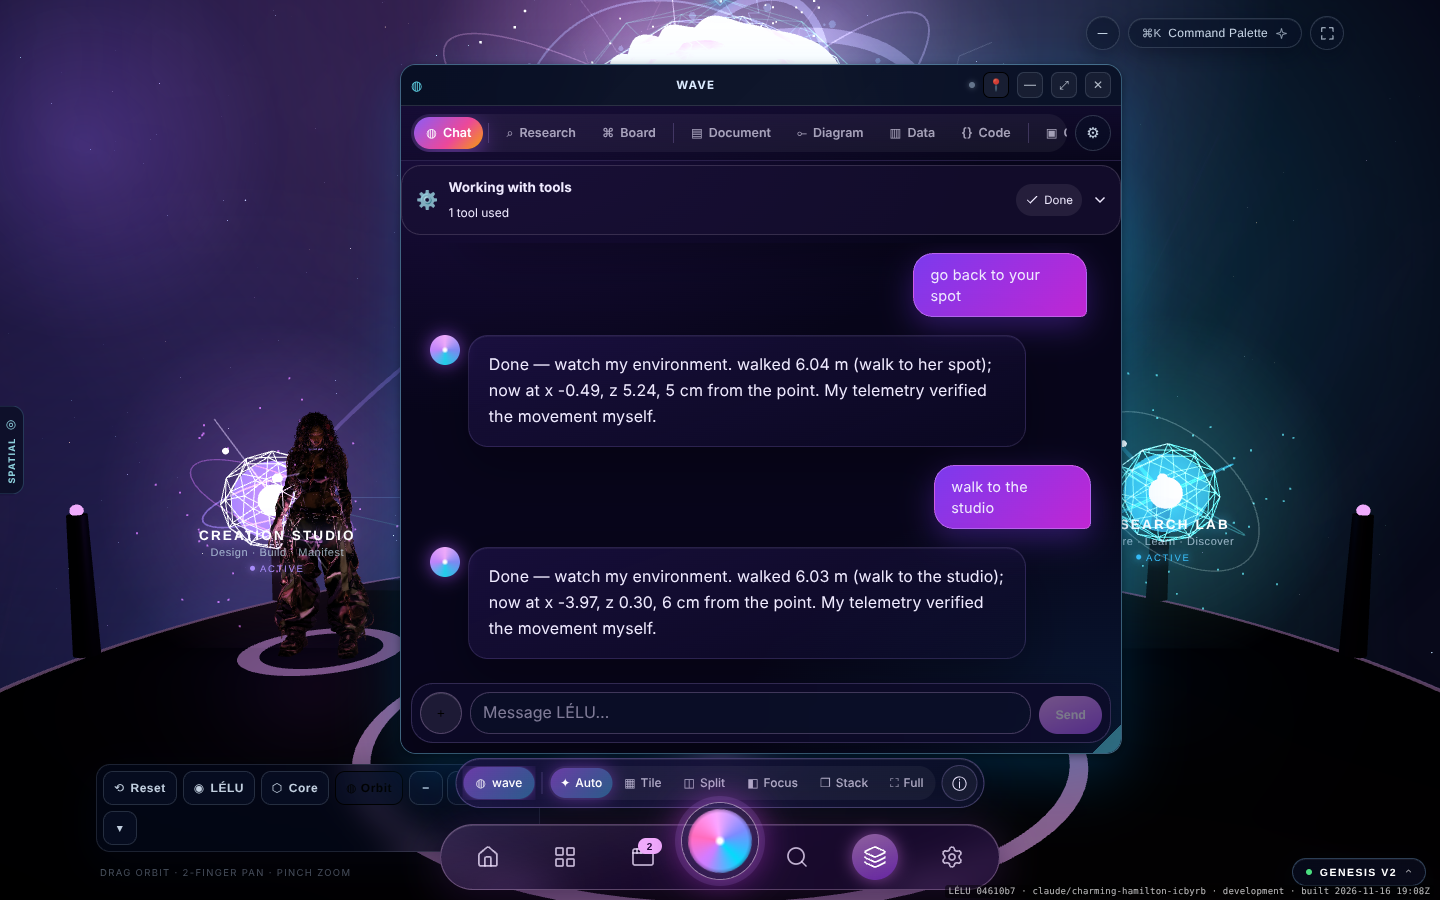 ⌘K Command Palette
WAVE
Chat
Research
Board
Document
Diagram
Data
{} Code
Working with tools
1 tool used
Done
go back to your
spot
Done — watch my environment. walked 6.04 m (walk to her spot);
now at x -0.49, z 5.24, 5 cm from the point. My telemetry verified
the movement myself.
walk to the
studio
Done — watch my environment. walked 6.03 m (walk to the studio);
now at x -3.97, z 0.30, 6 cm from the point. My telemetry verified
the movement myself.
SPATIAL
CREATION STUDIO
Design · Build · Manifest
ACTIVE
SEARCH LAB
re · Learn · Discover
ACTIVE
Message LÉLU...
Send
Reset
LÉLU
Core
Orbit
wave
Auto
Tile
Split
Focus
Stack
Full
2
DRAG ORBIT · 2-FINGER PAN · PINCH ZOOM
GENESIS V2
LÉLU 04610b7 · claude/charming-hamilton-icbyrb · development · built 2026-11-16 19:08Z